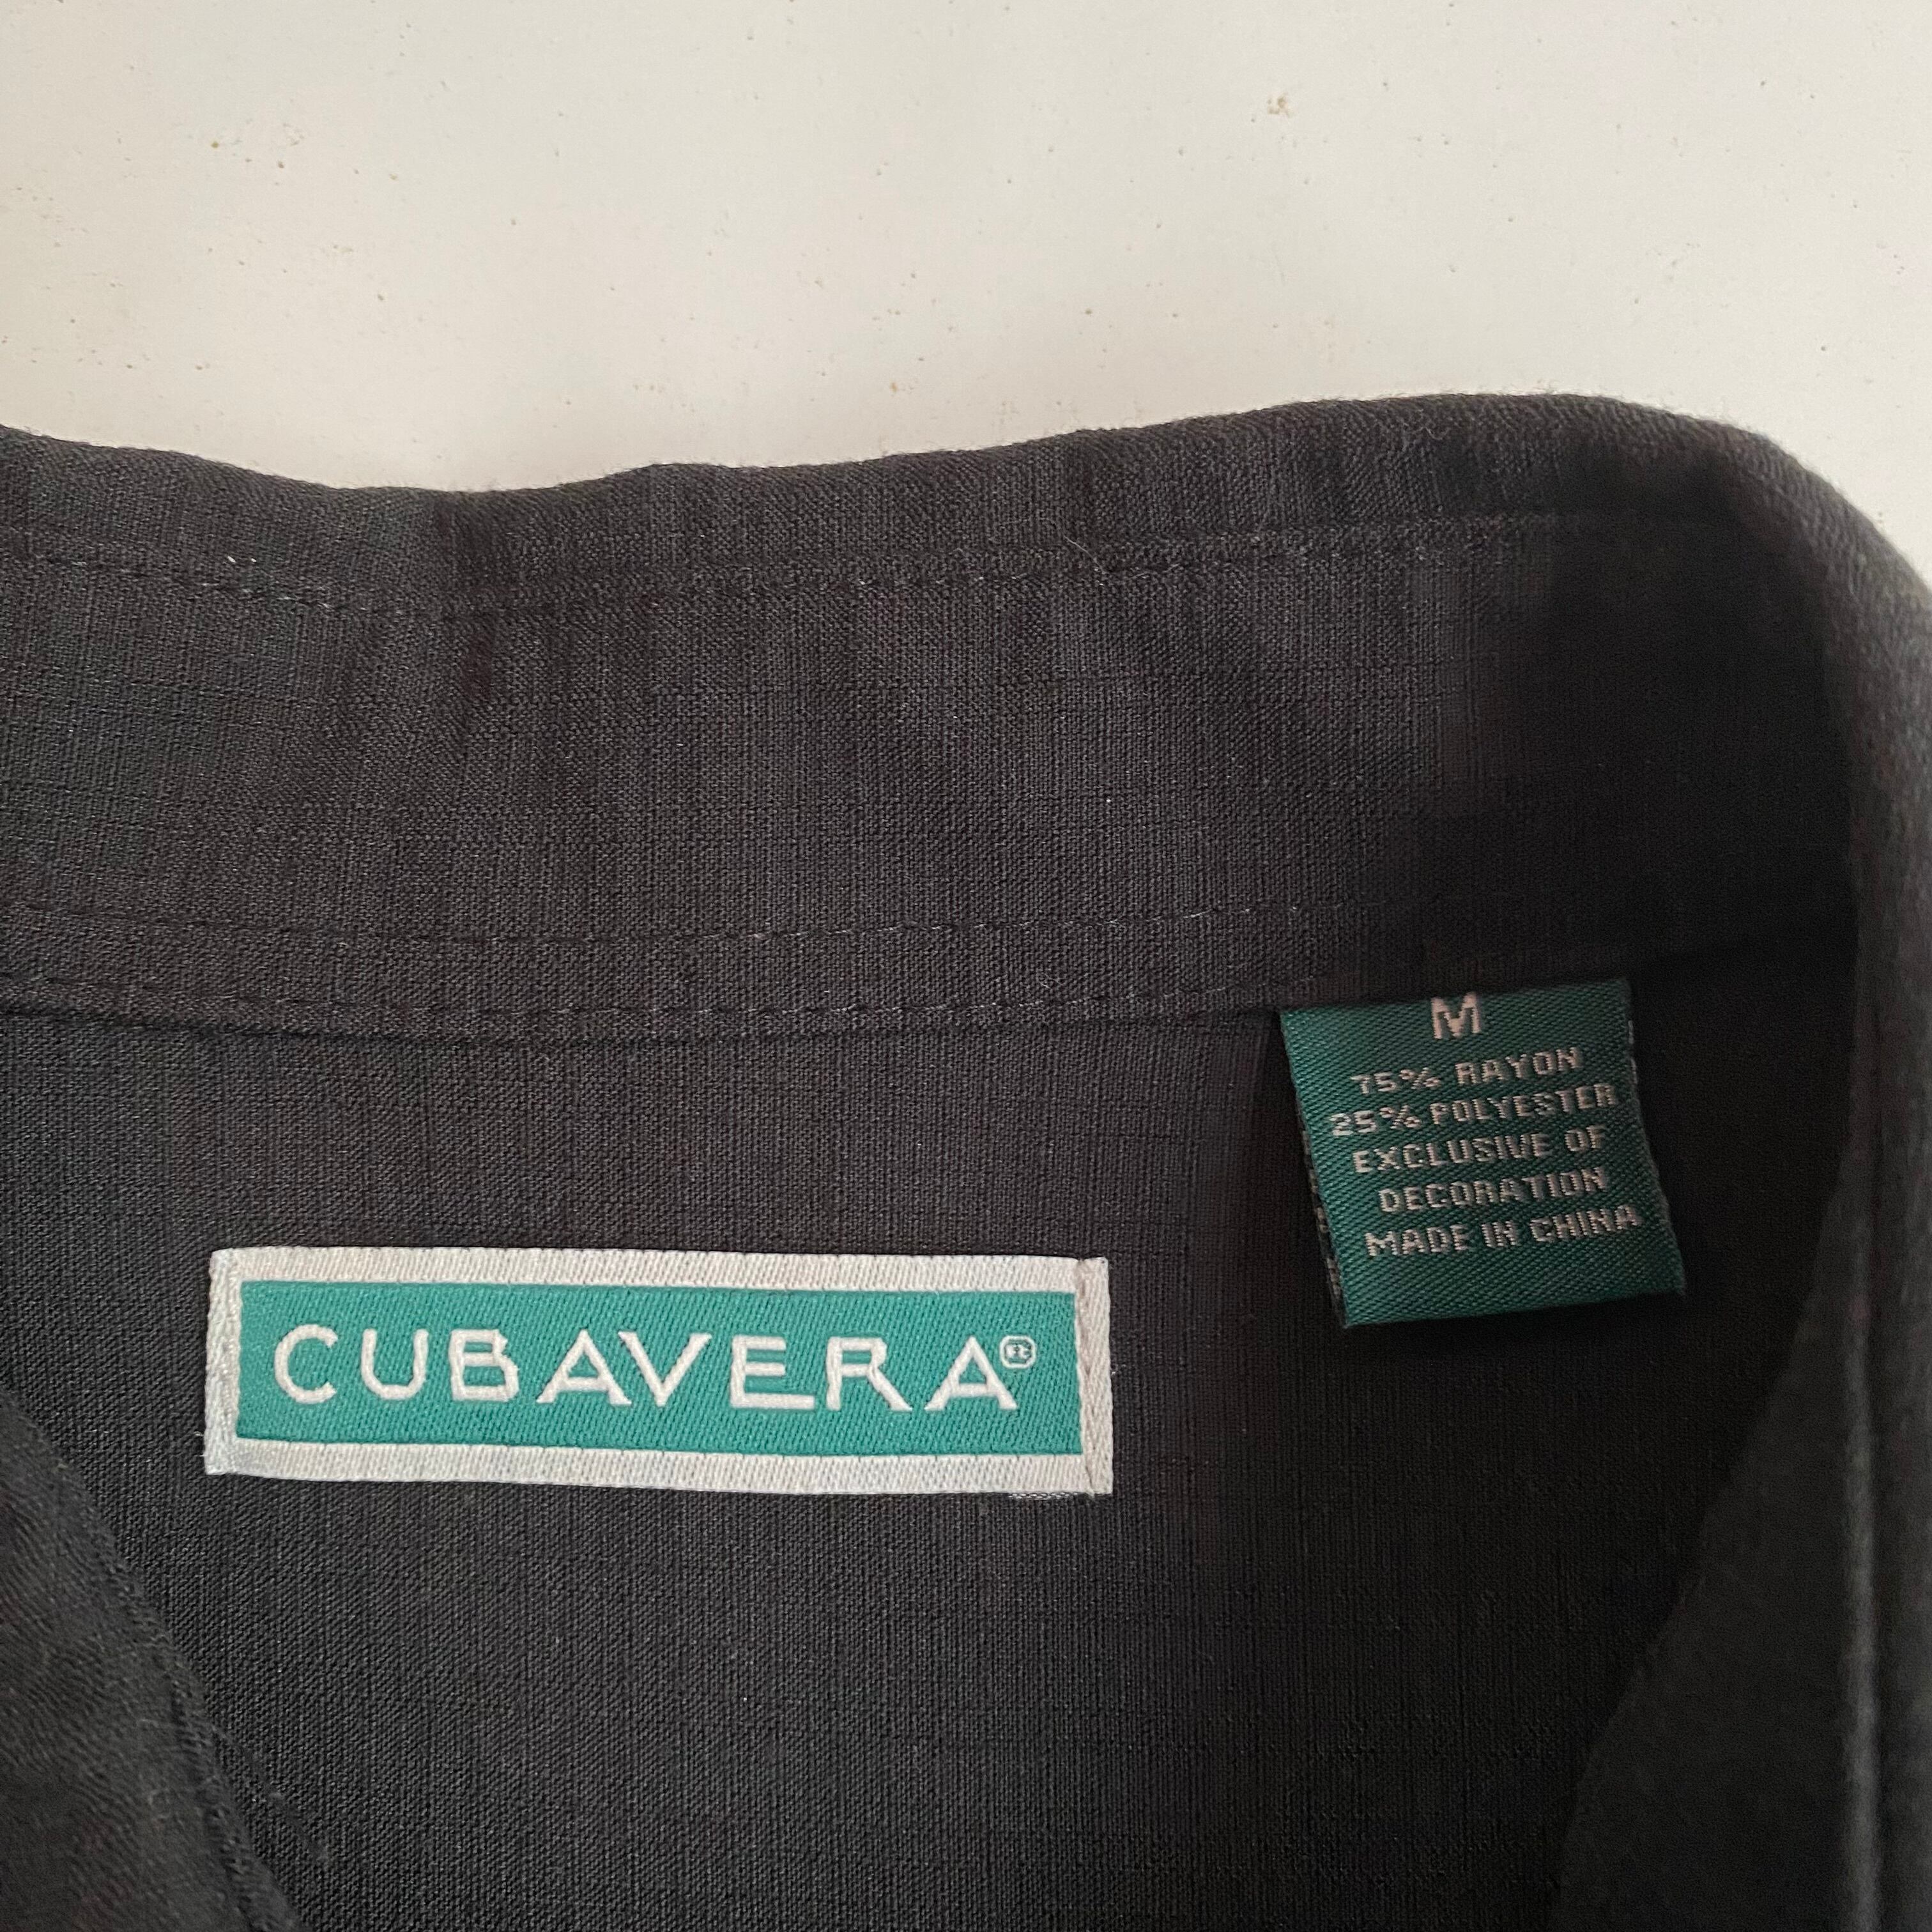 CUBAVERA®
M
75% RAYON
25% POLYESTER
EXCLUSIVE OF
DECORATION
MADE IN CHINA